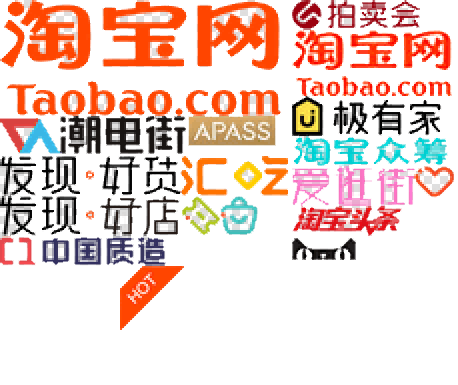 淘宝网
Taobao.com
拍卖会
淘宝网
Taobao.com
极有家
潮电街 APASS
淘宝众筹
发现·好货 汇吃
爱逛街
发现·好店
淘宝头条
中国质造
HOT